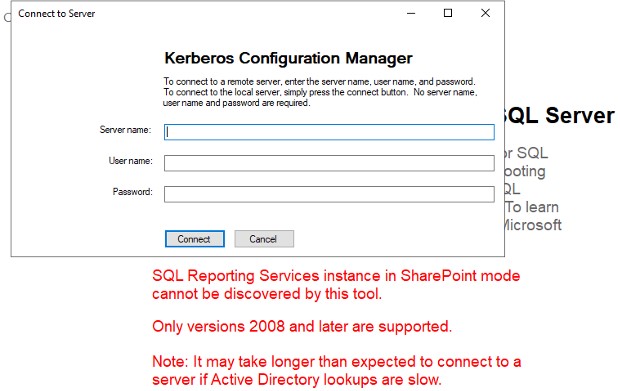 Connect to Server
Kerberos Configuration Manager
To connect to a remote server, enter the server name, user name, and password.
To connect to the local server, simply press the connect button. No server name,
user name and password are required.
Server name:
User name:
Password:
Connect
Cancel
SQL Server
or SQL
ooting
QL
To learn
Microsoft
SQL Reporting Services instance in SharePoint mode
cannot be discovered by this tool.
Only versions 2008 and later are supported.
Note: It may take longer than expected to connect to a
server if Active Directory lookups are slow.